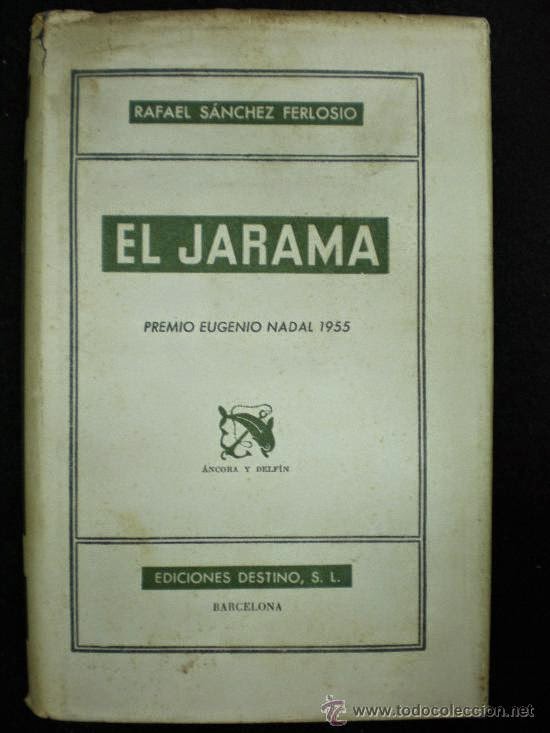 RAFAEL SÁNCHEZ FERLOSIO
EL JARAMA
PREMIO EUGENIO NADAL 1955
ÁNCORA Y DELFÍN
EDICIONES DESTINO, S. L.
BARCELONA
www.todocoleccion.net